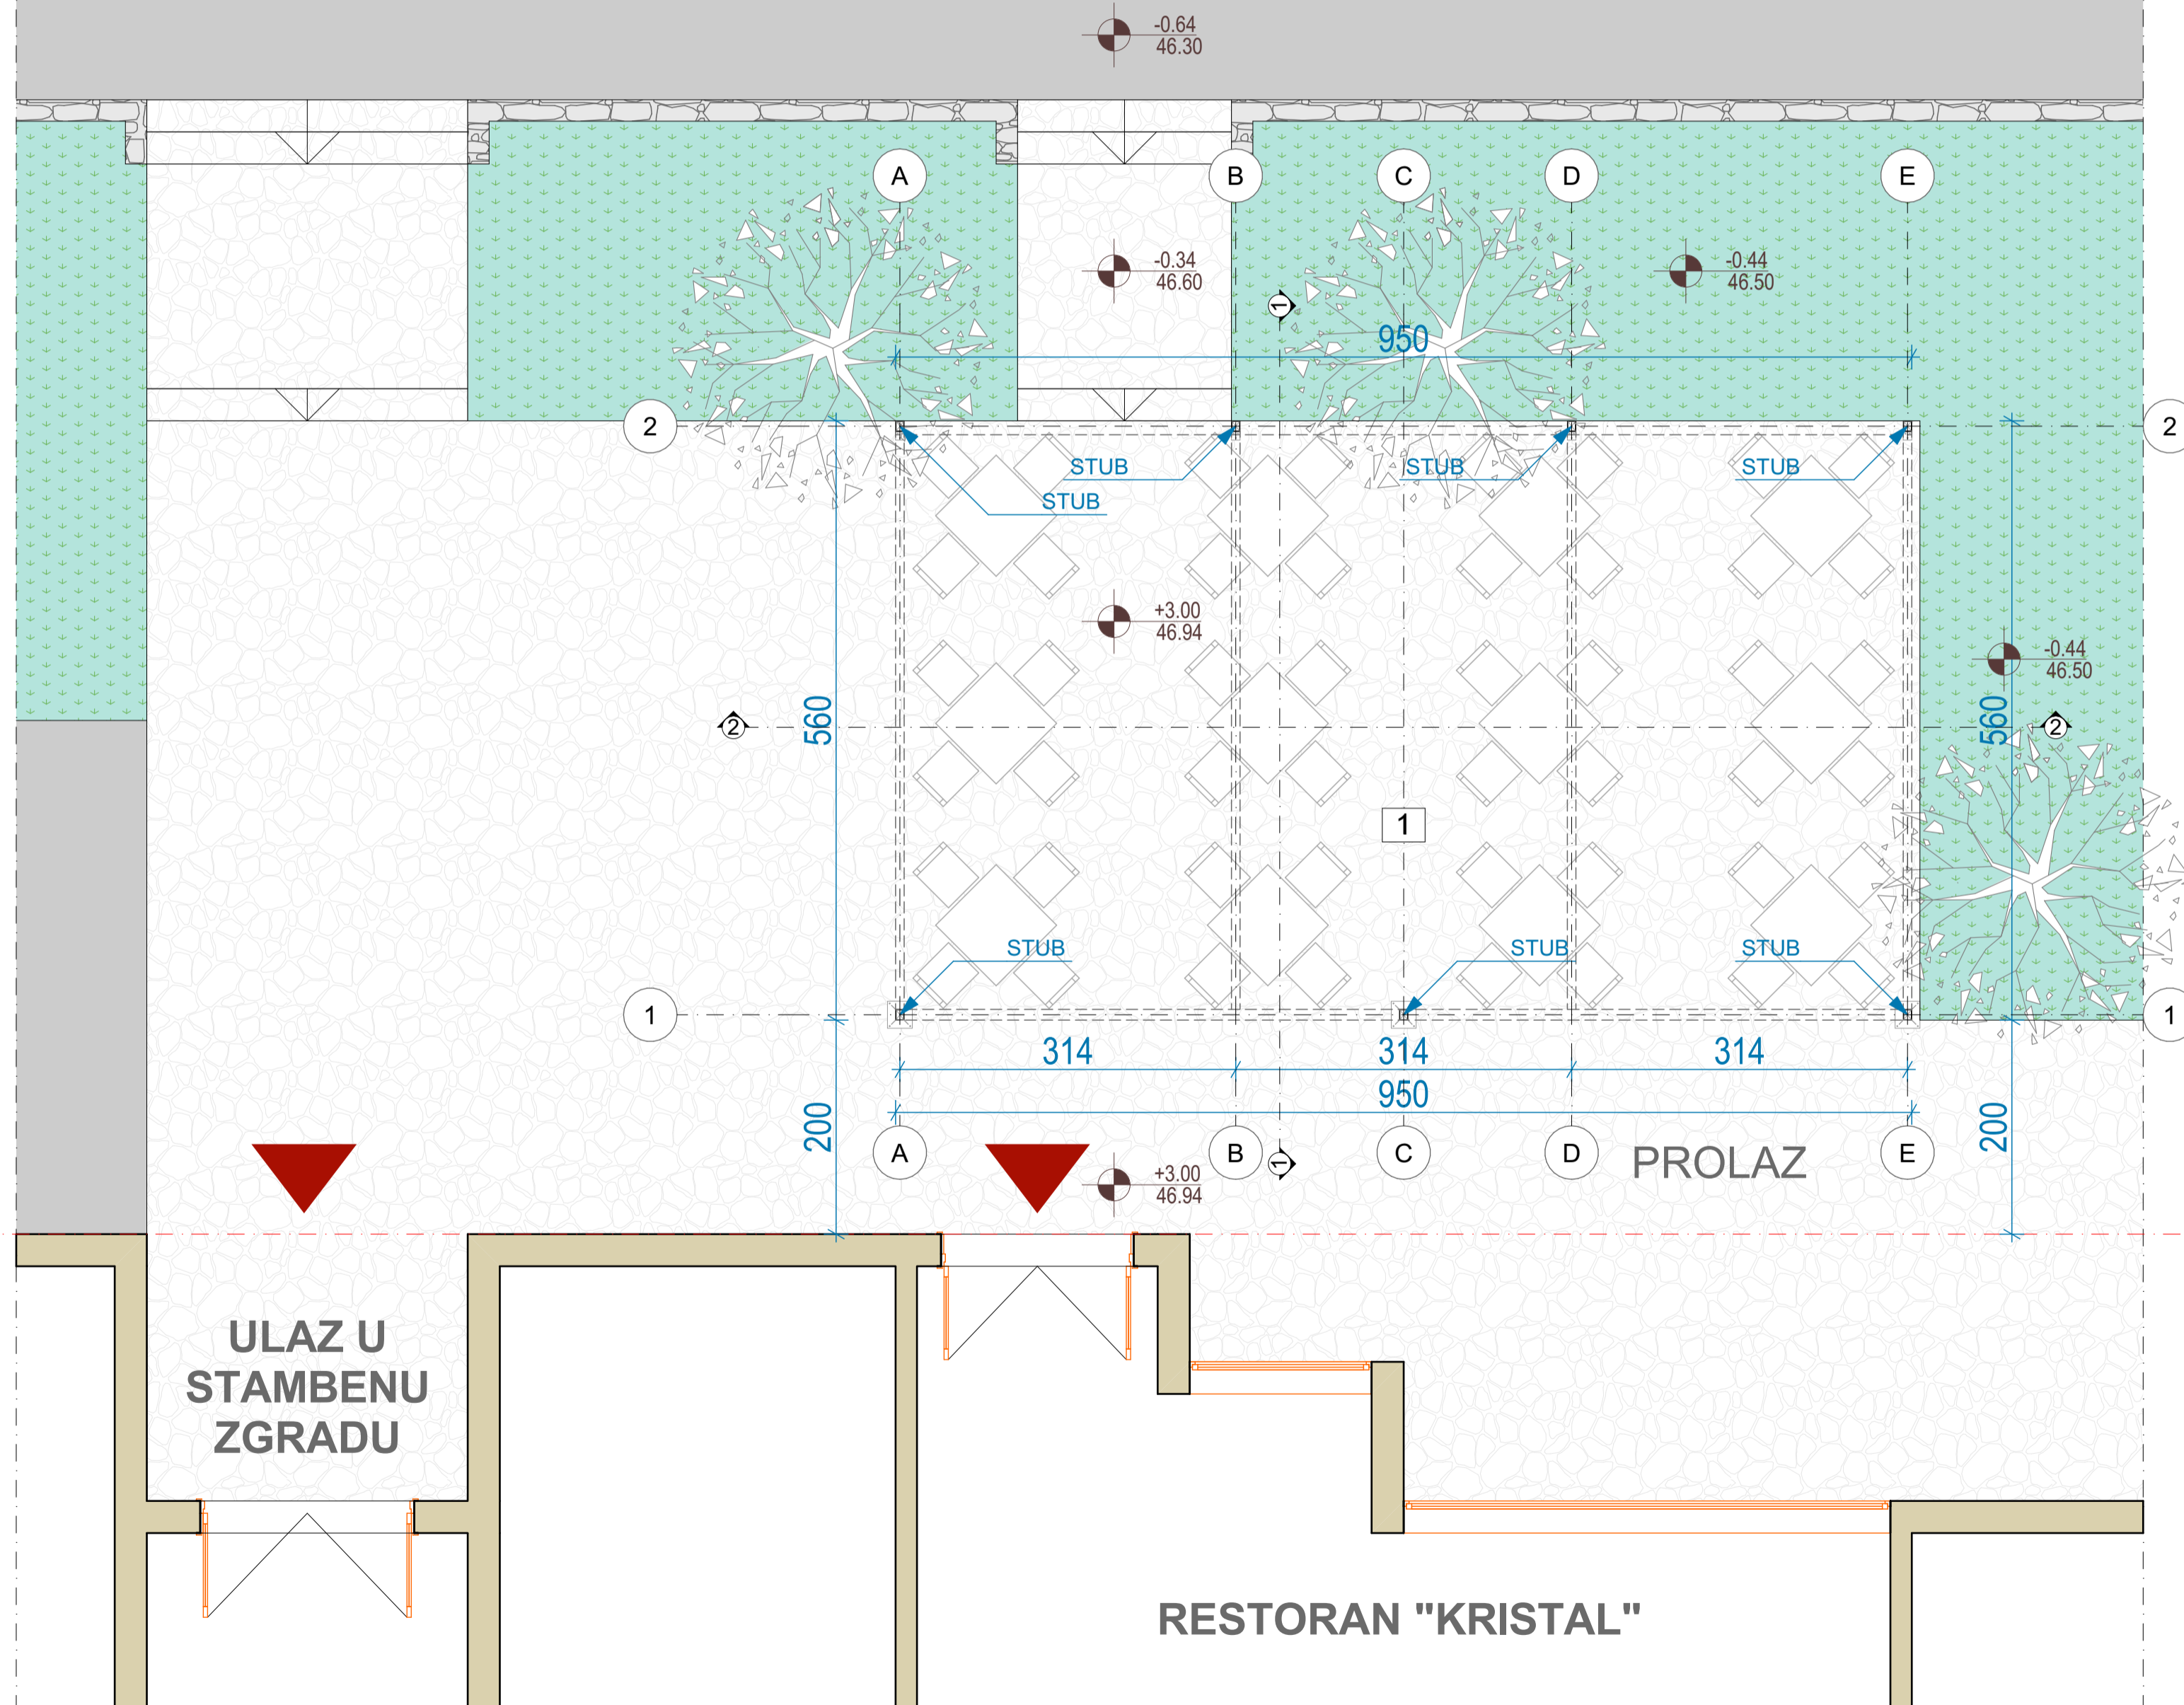 -0.64
46.30
A B C D E
-0.34
46.60
-0.44
46.50
1
950
2
2
STUB
STUB
STUB
STUB
+3.00
46.94
-0.44
46.50
560
560
2
2
1
STUB
STUB
STUB
1
1
314
314
314
950
200
200
A B C D E
1
PROLAZ
+3.00
46.94
ULAZ U
STAMBENU
ZGRADU
RESTORAN "KRISTAL"